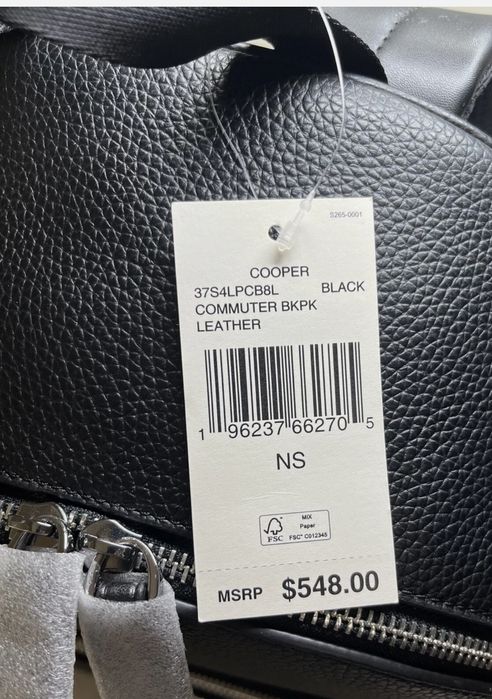 S265-0001
COOPER
37S4LPCB8L BLACK
COMMUTER BKPK
LEATHER
1 96237 66270 5
NS
FSC
MIX
Paper
FSC® C012345
MSRP $548.00